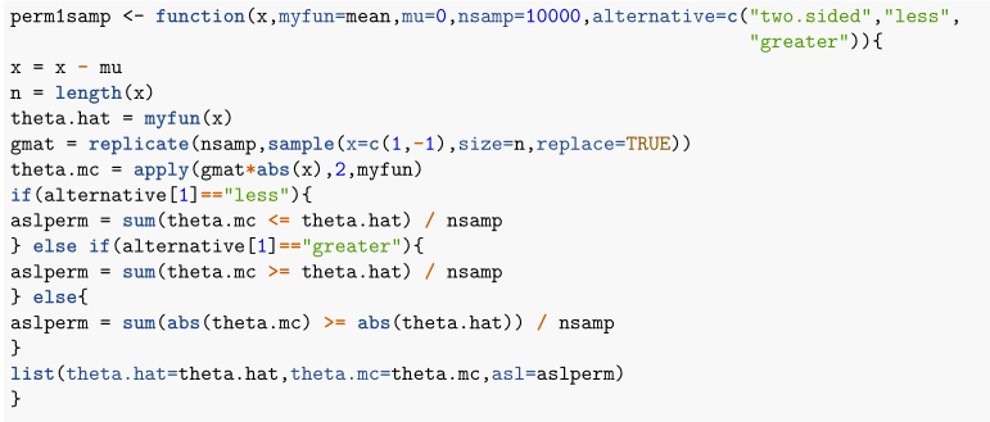 perm1samp <- function(x,myfun=mean,mu=0,nsamp=10000,alternative=c("two.sided","less",
"greater")){
x = x - mu
n = length(x)
theta.hat = myfun(x)
gmat = replicate(nsamp,sample(x=c(1,-1),size=n,replace=TRUE))
theta.mc = apply(gmat*abs(x),2,myfun)
if(alternative[1]=="less"){
aslperm = sum(theta.mc <= theta.hat) / nsamp
} else if(alternative[1]=="greater"){
aslperm = sum(theta.mc >= theta.hat) / nsamp
} else{
aslperm = sum(abs(theta.mc) >= abs(theta.hat)) / nsamp
}
list(theta.hat=theta.hat,theta.mc=theta.mc,asl=aslperm)
}